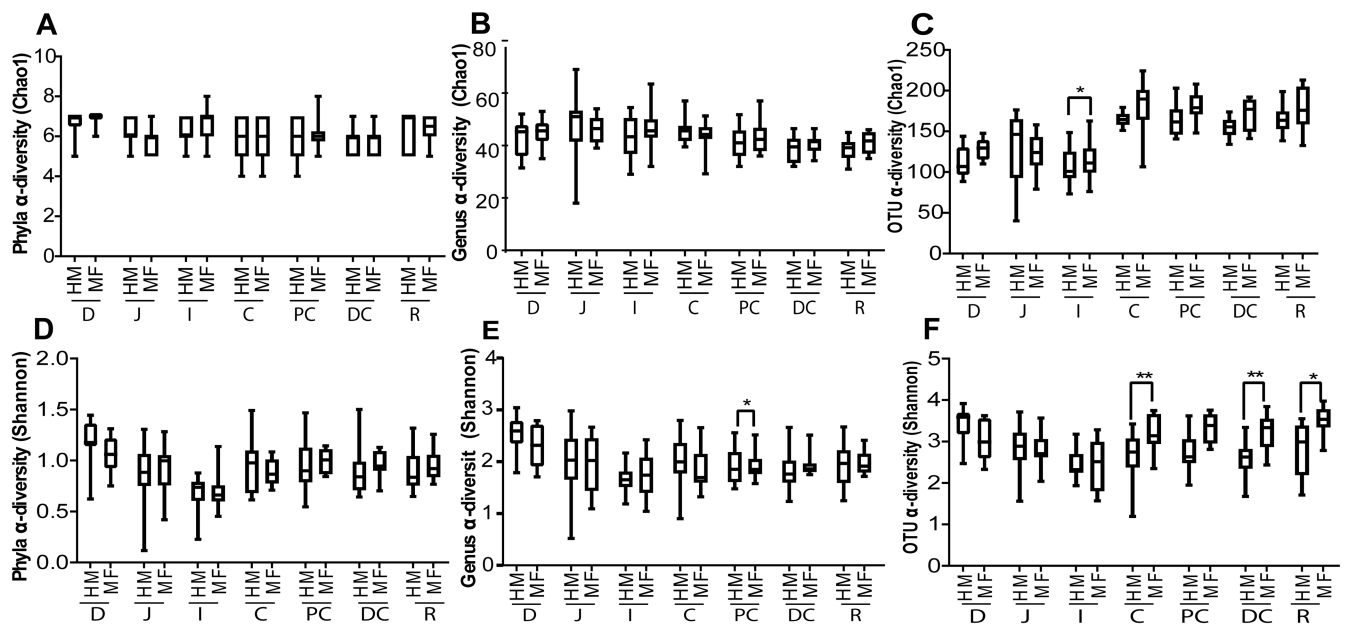 A
Phyla α-diversity (Chao1)
10
8
6
4
2
0
HM MF HM MF HM MF HM MF HM MF HM MF HM MF
D J I C PC DC R
B
Genus α-diversity (Chao1)
80
60
40
20
0
HM MF HM MF HM MF HM MF HM MF HM MF HM MF
D J I C PC DC R
C
OTU α-diversity (Chao1)
250
200
150
100
50
0
*
HM MF HM MF HM MF HM MF HM MF HM MF HM MF
D J I C PC DC R
D
Phyla α-diversity (Shannon)
2.0
1.5
1.0
0.5
0.0
HM MF HM MF HM MF HM MF HM MF HM MF HM MF
D J I C PC DC R
E
Genus α-diversit (Shannon)
4
3
2
1
0
*
HM MF HM MF HM MF HM MF HM MF HM MF HM MF
D J I C PC DC R
F
OTU α-diversity (Shannon)
5
4
3
2
1
0
** ** *
HM MF HM MF HM MF HM MF HM MF HM MF HM MF
D J I C PC DC R